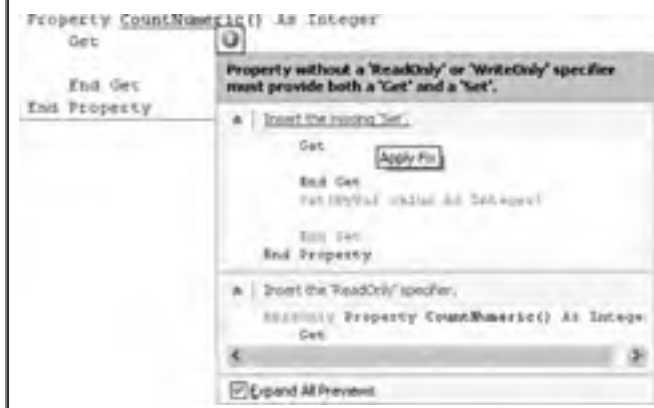 Property CountNumeric() As Integer
Get
End Get
End Property
Property without a 'ReadOnly' or 'WriteOnly' specifier
must provide both a 'Get' and a 'Set'.
Insert the missing 'Set'.
Get
Apply Fix
End Get
Set(ByVal value As Integer)
End Set
End Property
Insert the 'ReadOnly' specifier.
ReadOnly Property CountNumeric() As Intege
Get
Expand All Previews